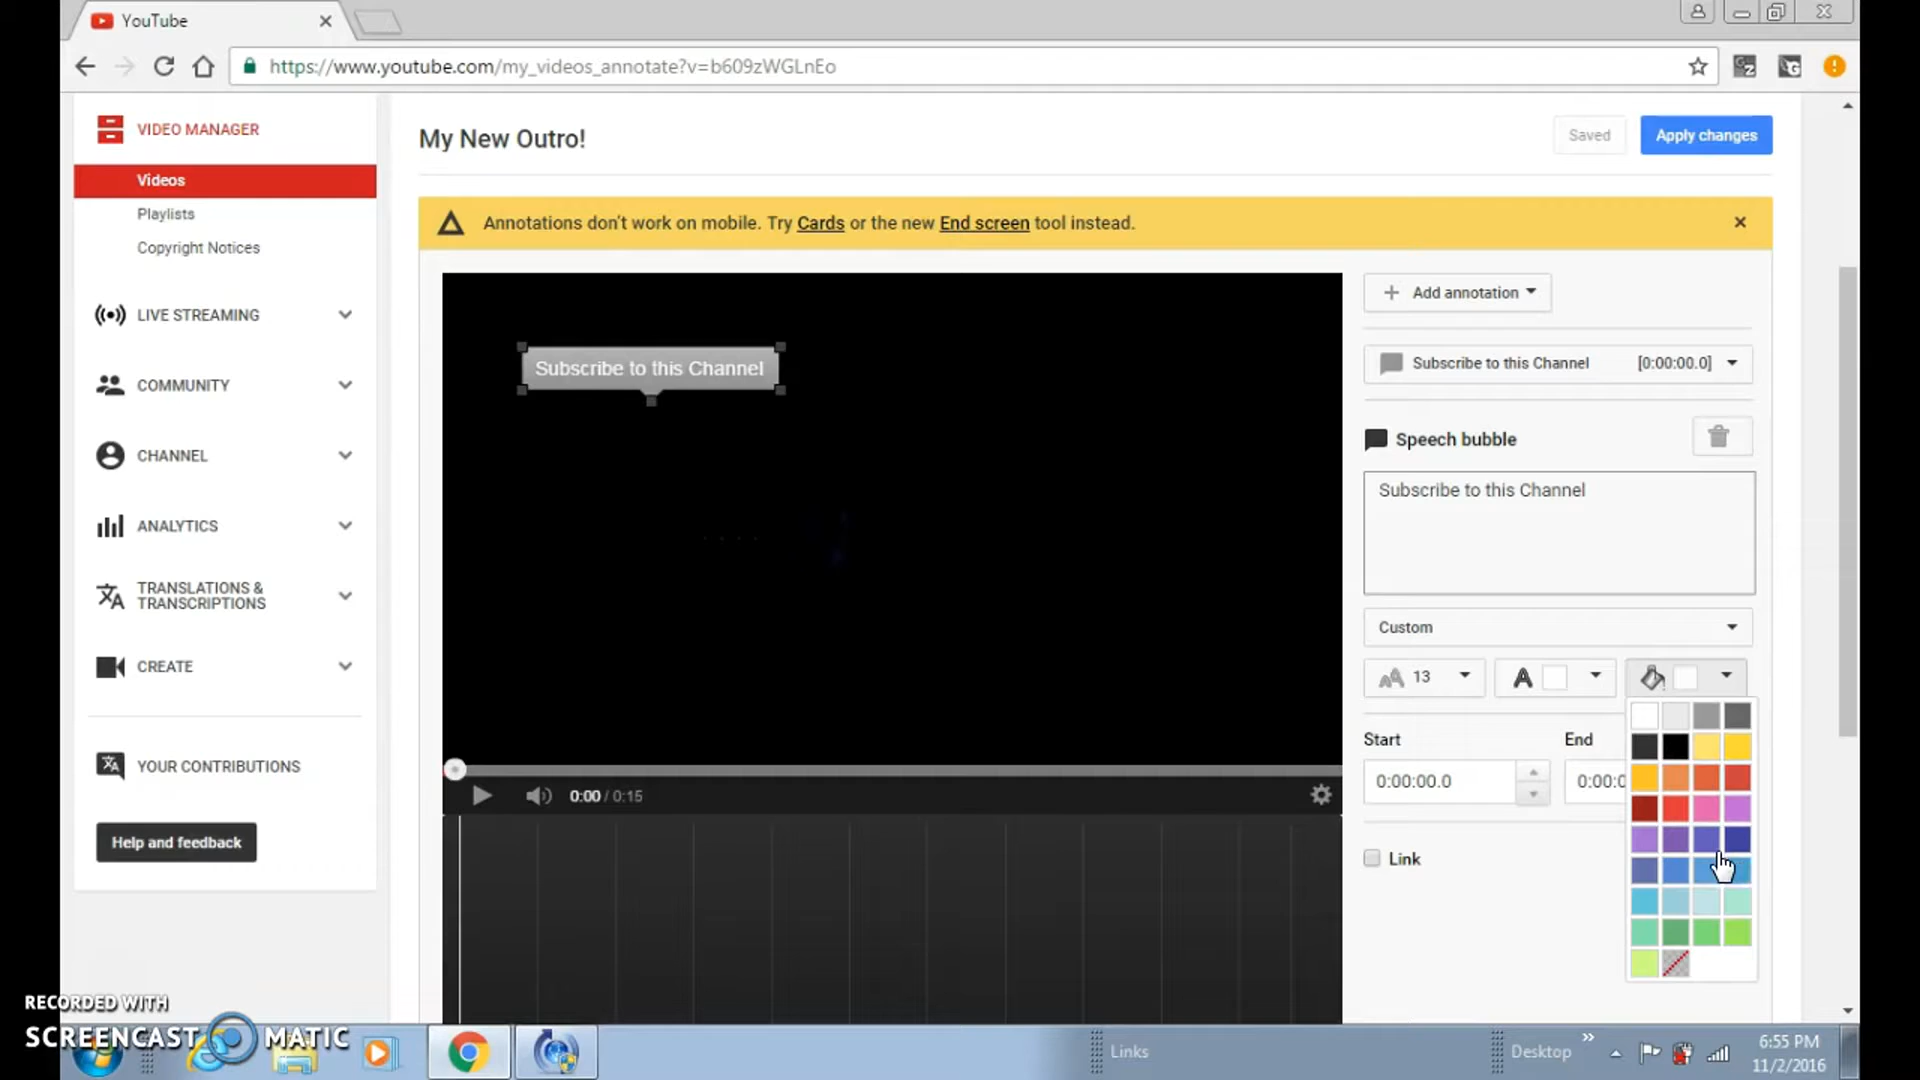 YouTube
https://www.youtube.com/my_videos_annotate?v=b609zWGLnEo
VIDEO MANAGER
Videos
Playlists
Copyright Notices
LIVE STREAMING
COMMUNITY
CHANNEL
ANALYTICS
TRANSLATIONS &
TRANSCRIPTIONS
CREATE
YOUR CONTRIBUTIONS
Help and feedback
My New Outro!
Saved
Apply changes
Annotations don't work on mobile. Try Cards or the new End screen tool instead.
Subscribe to this Channel
0:00 / 0:15
Add annotation
Subscribe to this Channel [0:00:00.0]
Speech bubble
Subscribe to this Channel
Custom
13
Start
End
0:00:00.0
0:00:0
Link
RECORDED WITH
SCREENCAST MATIC
Links
Desktop
6:55 PM
11/2/2016